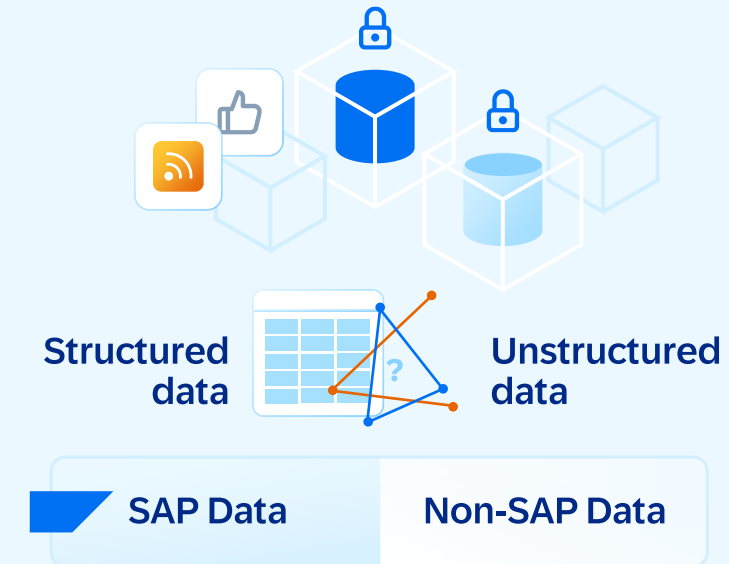 Structured
data
?
Unstructured
data
SAP Data
Non-SAP Data